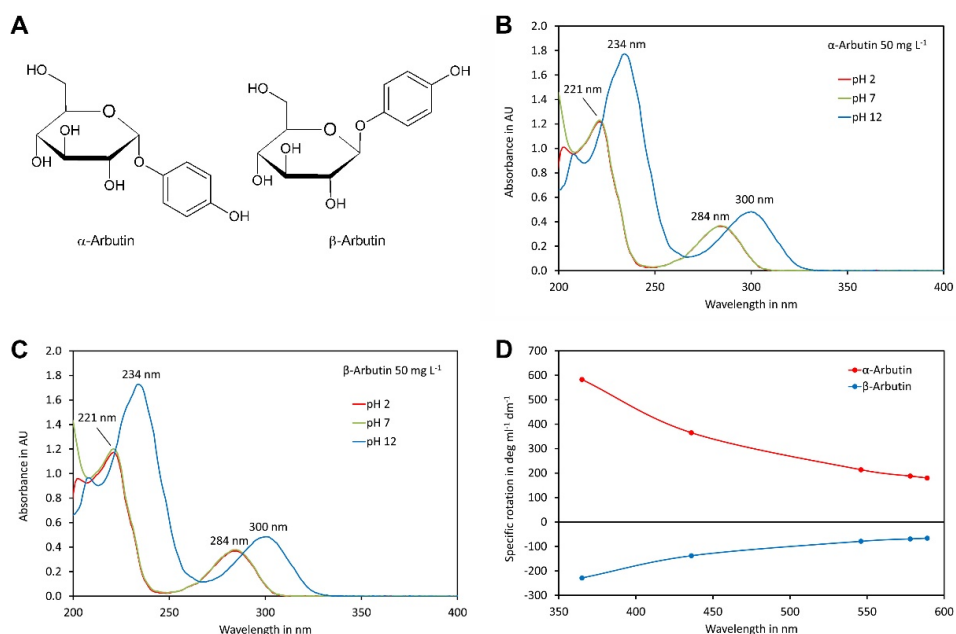 A
HO
O
HO
HO
OH
O
OH
α-Arbutin
HO
O
O
OH
HO
HO
OH
β-Arbutin
B
Absorbance in AU
2.0
1.8
1.6
1.4
1.2
1.0
0.8
0.6
0.4
0.2
0.0
234 nm
221 nm
284 nm
300 nm
α-Arbutin 50 mg L-1
pH 2
pH 7
pH 12
200
250
300
350
400
Wavelength in nm
C
Absorbance in AU
2.0
1.8
1.6
1.4
1.2
1.0
0.8
0.6
0.4
0.2
0.0
234 nm
221 nm
284 nm
300 nm
β-Arbutin 50 mg L-1
pH 2
pH 7
pH 12
200
250
300
350
400
Wavelength in nm
D
Specific rotation in deg ml-1 dm-1
700
600
500
400
300
200
100
0
-100
-200
-300
α-Arbutin
β-Arbutin
350
400
450
500
550
600
Wavelength in nm